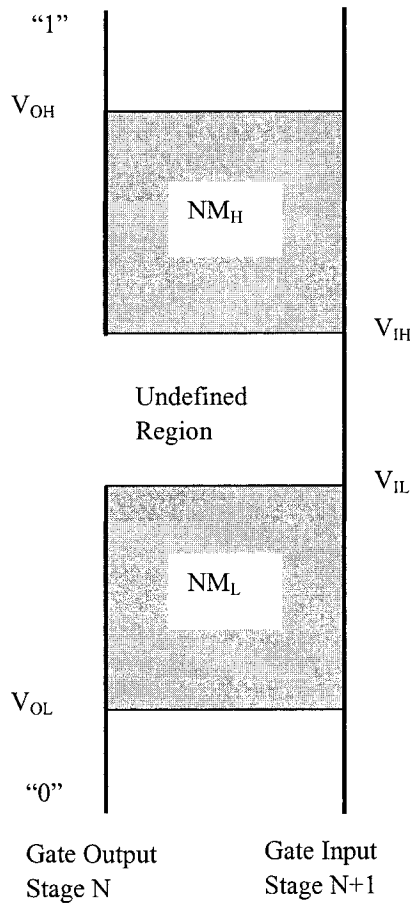 “1”
V_OH
NM_H
V_IH
Undefined
Region
V_IL
NM_L
V_OL
“0”
Gate Output
Stage N
Gate Input
Stage N+1